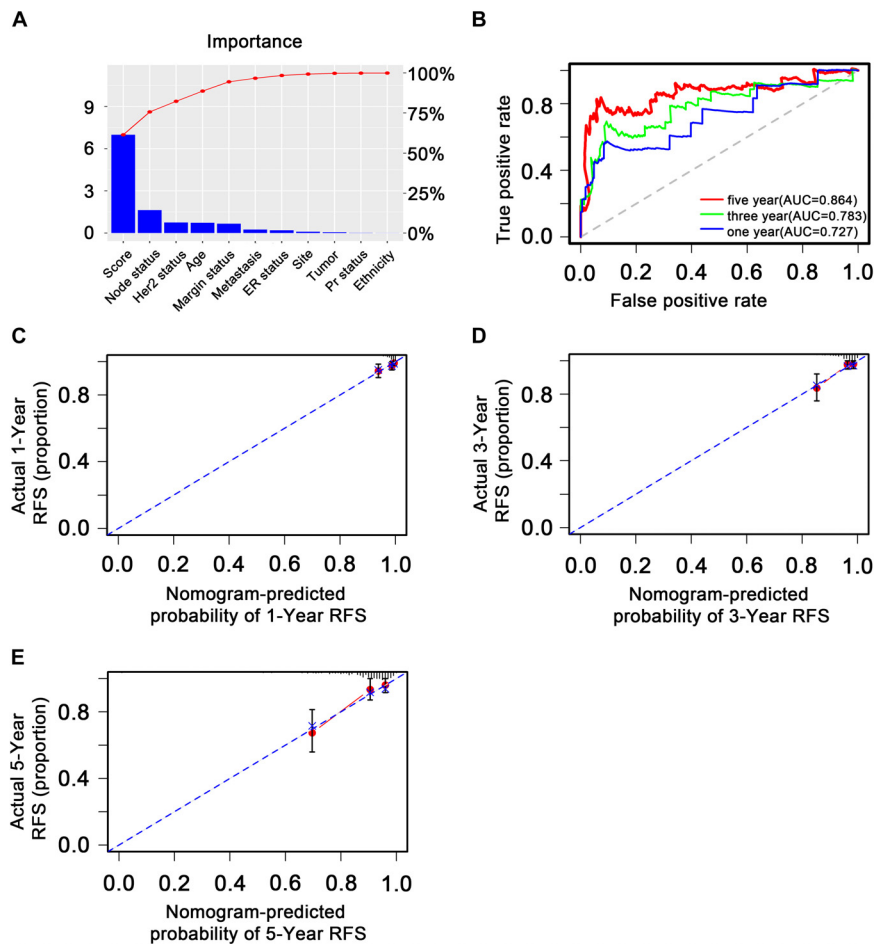 A
Importance
9
6
3
0
100%
75%
50%
25%
0%
Score
Node status
Her2 status
Age
Margin status
Metastasis
ER status
Site
Tumor
Pr status
Ethnicity
B
True positive rate
0.8
0.4
0.0
five year(AUC=0.864)
three year(AUC=0.783)
one year(AUC=0.727)
0.0 0.2 0.4 0.6 0.8 1.0
False positive rate
C
Actual 1-Year
RFS (proportion)
0.8
0.4
0.0
0.0 0.2 0.4 0.6 0.8 1.0
Nomogram-predicted
probability of 1-Year RFS
D
Actual 3-Year
RFS (proportion)
0.8
0.4
0.0
0.0 0.2 0.4 0.6 0.8 1.0
Nomogram-predicted
probability of 3-Year RFS
E
Actual 5-Year
RFS (proportion)
0.8
0.4
0.0
0.0 0.2 0.4 0.6 0.8 1.0
Nomogram-predicted
probability of 5-Year RFS